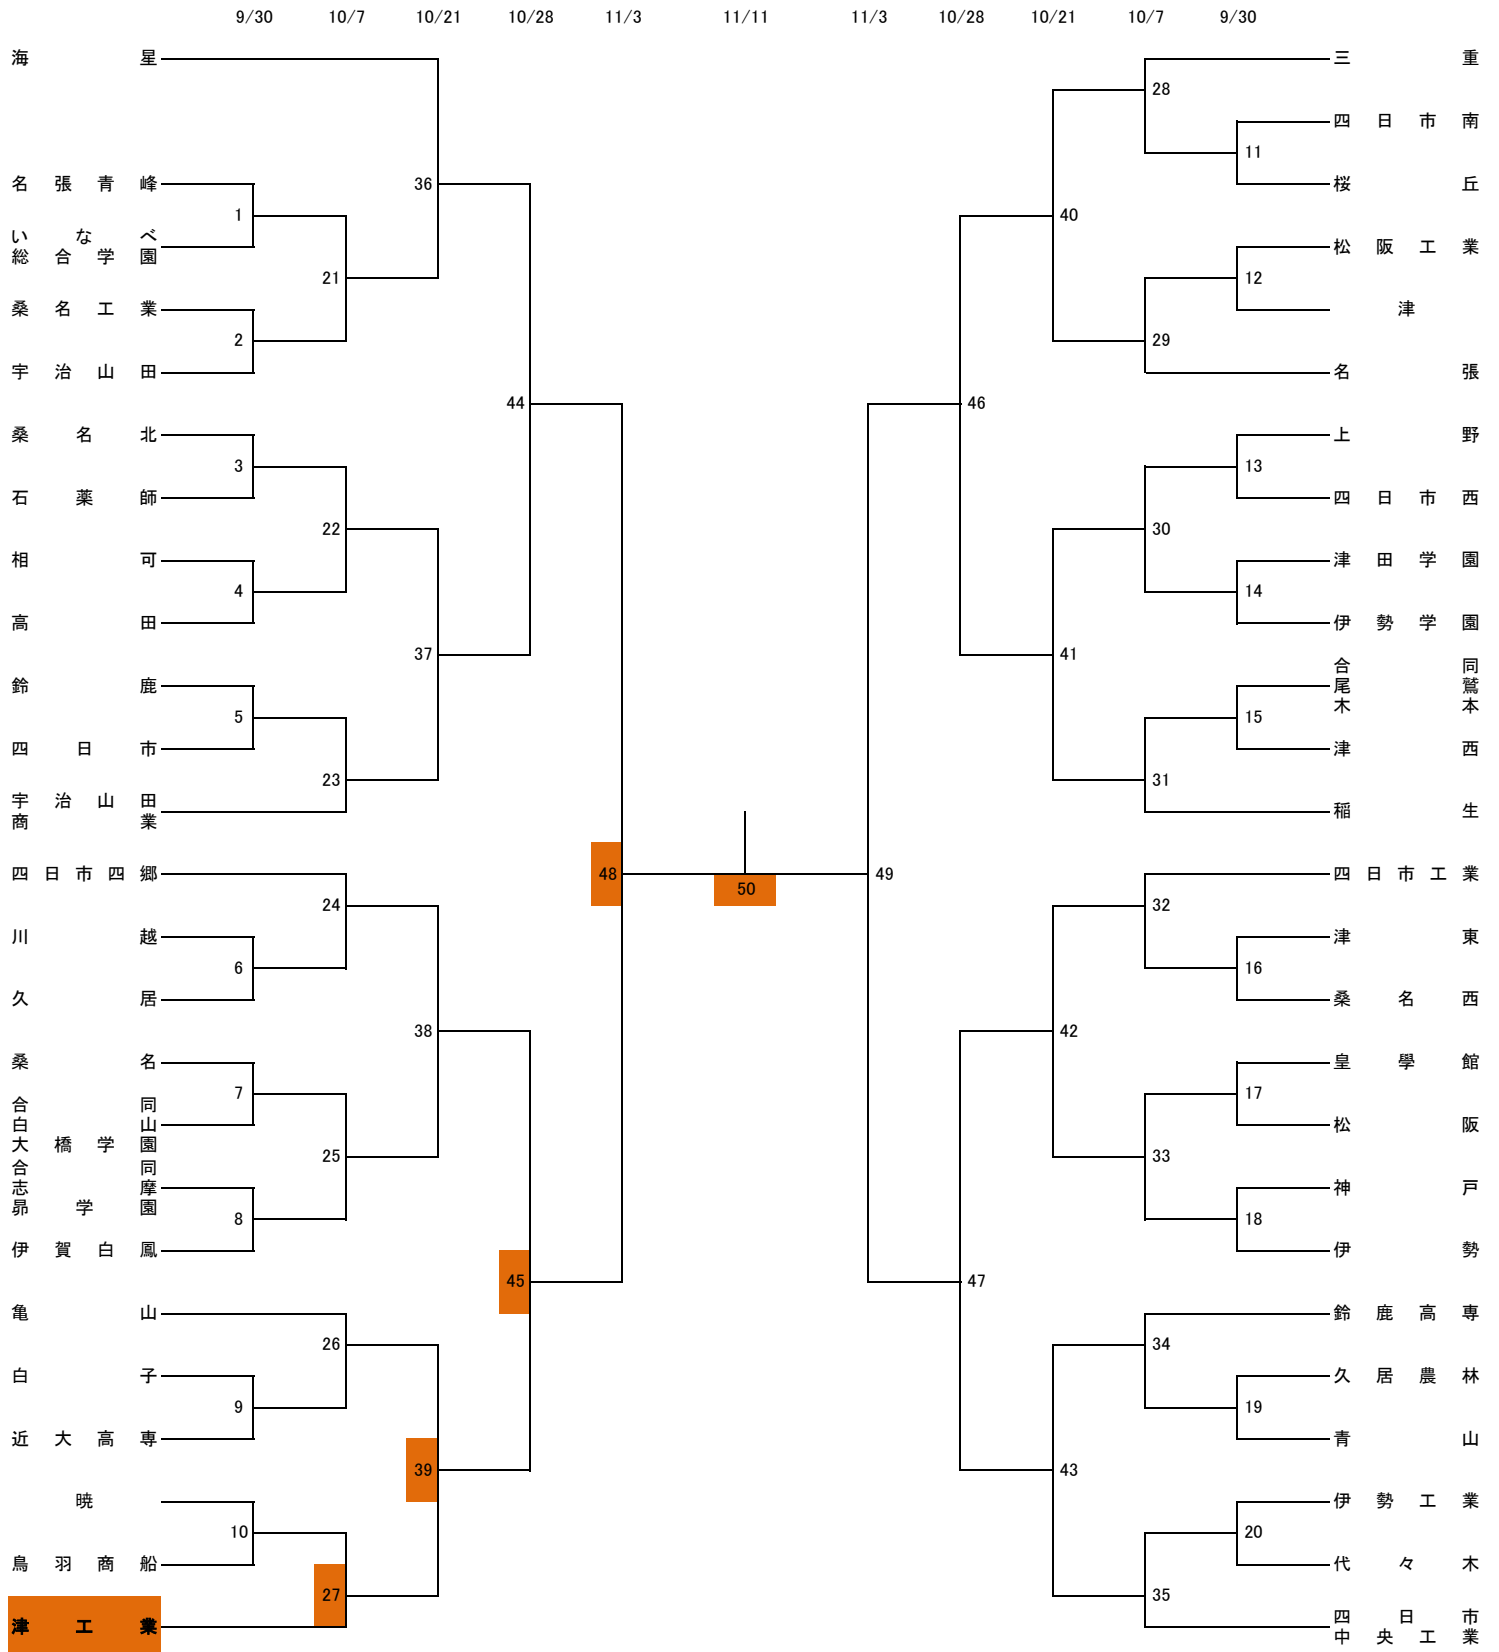 9/30 10/7 10/21 10/28 11/3 11/11 11/3 10/28 10/21 10/7 9/30
海星
名張青峰
いなべ
総合学園
桑名工業
宇治山田
桑名北
石薬師
相可
高田
鈴鹿
四日市
宇治山田
商業
四日市四郷
川越
久居
桑名
合同
白山
大橋学園
合同
志摩
昴学園
伊賀白鳳
亀山
白子
近大高専
暁
鳥羽商船
津工業
1
2
3
4
5
6
7
8
9
10
21
22
23
24
25
26
27
36
37
38
39
44
45
48
50
49
46
47
40
41
42
43
28
29
30
31
32
33
34
35
11
12
13
14
15
16
17
18
19
20
三重
四日市南
桜丘
松阪工業
津
名張
上野
四日市西
津田学園
伊勢学園
合同
尾鷲
木本
津西
稲生
四日市工業
津東
桑名西
皇學館
松阪
神戸
伊勢
鈴鹿高専
久居農林
青山
伊勢工業
代々木
四日市
中央工業